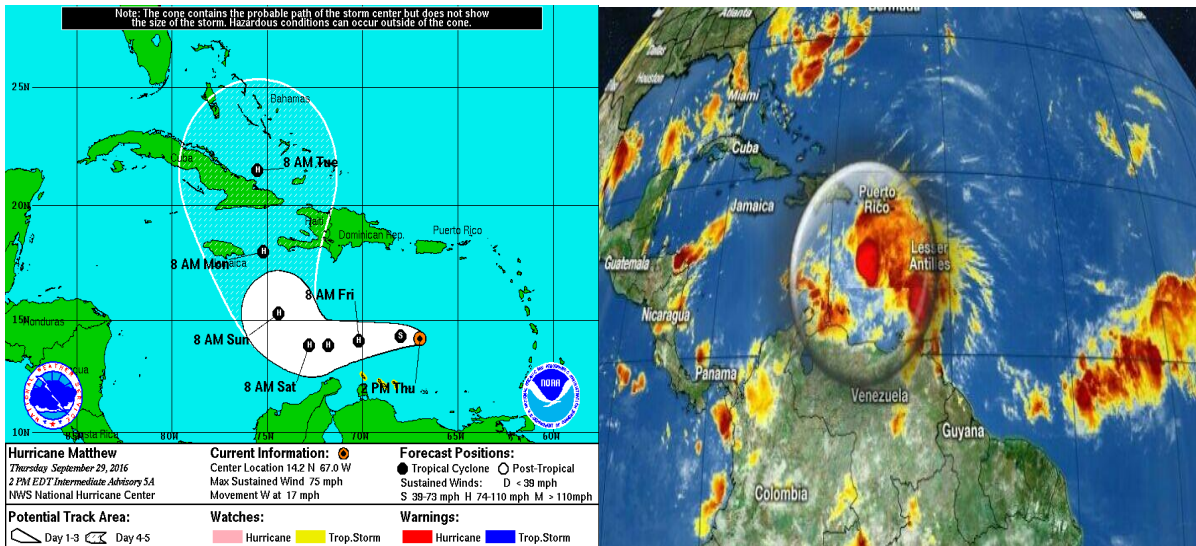 Note: The cone contains the probable path of the storm center but does not show
the size of the storm. Hazardous conditions can occur outside of the cone.
25N
Bahamas
Cuba
H
8 AM Tue
20N
Haiti
Dominican Rep.
Puerto Rico
H
8 AM Mon
Jamaica
8 AM Fri
15N
Honduras
H
8 AM Sun
H
H
H
S
8 AM Sat
2 PM Thu
NOAA
10N
85W
80W
75W
70W
65W
60W
Costa Rica
Hurricane Matthew
Thursday September 29, 2016
2 PM EDT Intermediate Advisory 5A
NWS National Hurricane Center
Current Information:
Center Location 14.2 N 67.0 W
Max Sustained Wind 75 mph
Movement W at 17 mph
Forecast Positions:
Tropical Cyclone Post-Tropical
Sustained Winds: D < 39 mph
S 39-73 mph H 74-110 mph M > 110mph
Potential Track Area:
Day 1-3 Day 4-5
Watches:
Hurricane Trop.Storm
Warnings:
Hurricane Trop.Storm
Bermuda
Atlanta
Dallas
Houston
Miami
Cuba
Puerto
Rico
Jamaica
Lesser
Antilles
Guatemala
Nicaragua
Panama
Venezuela
Guyana
Colombia